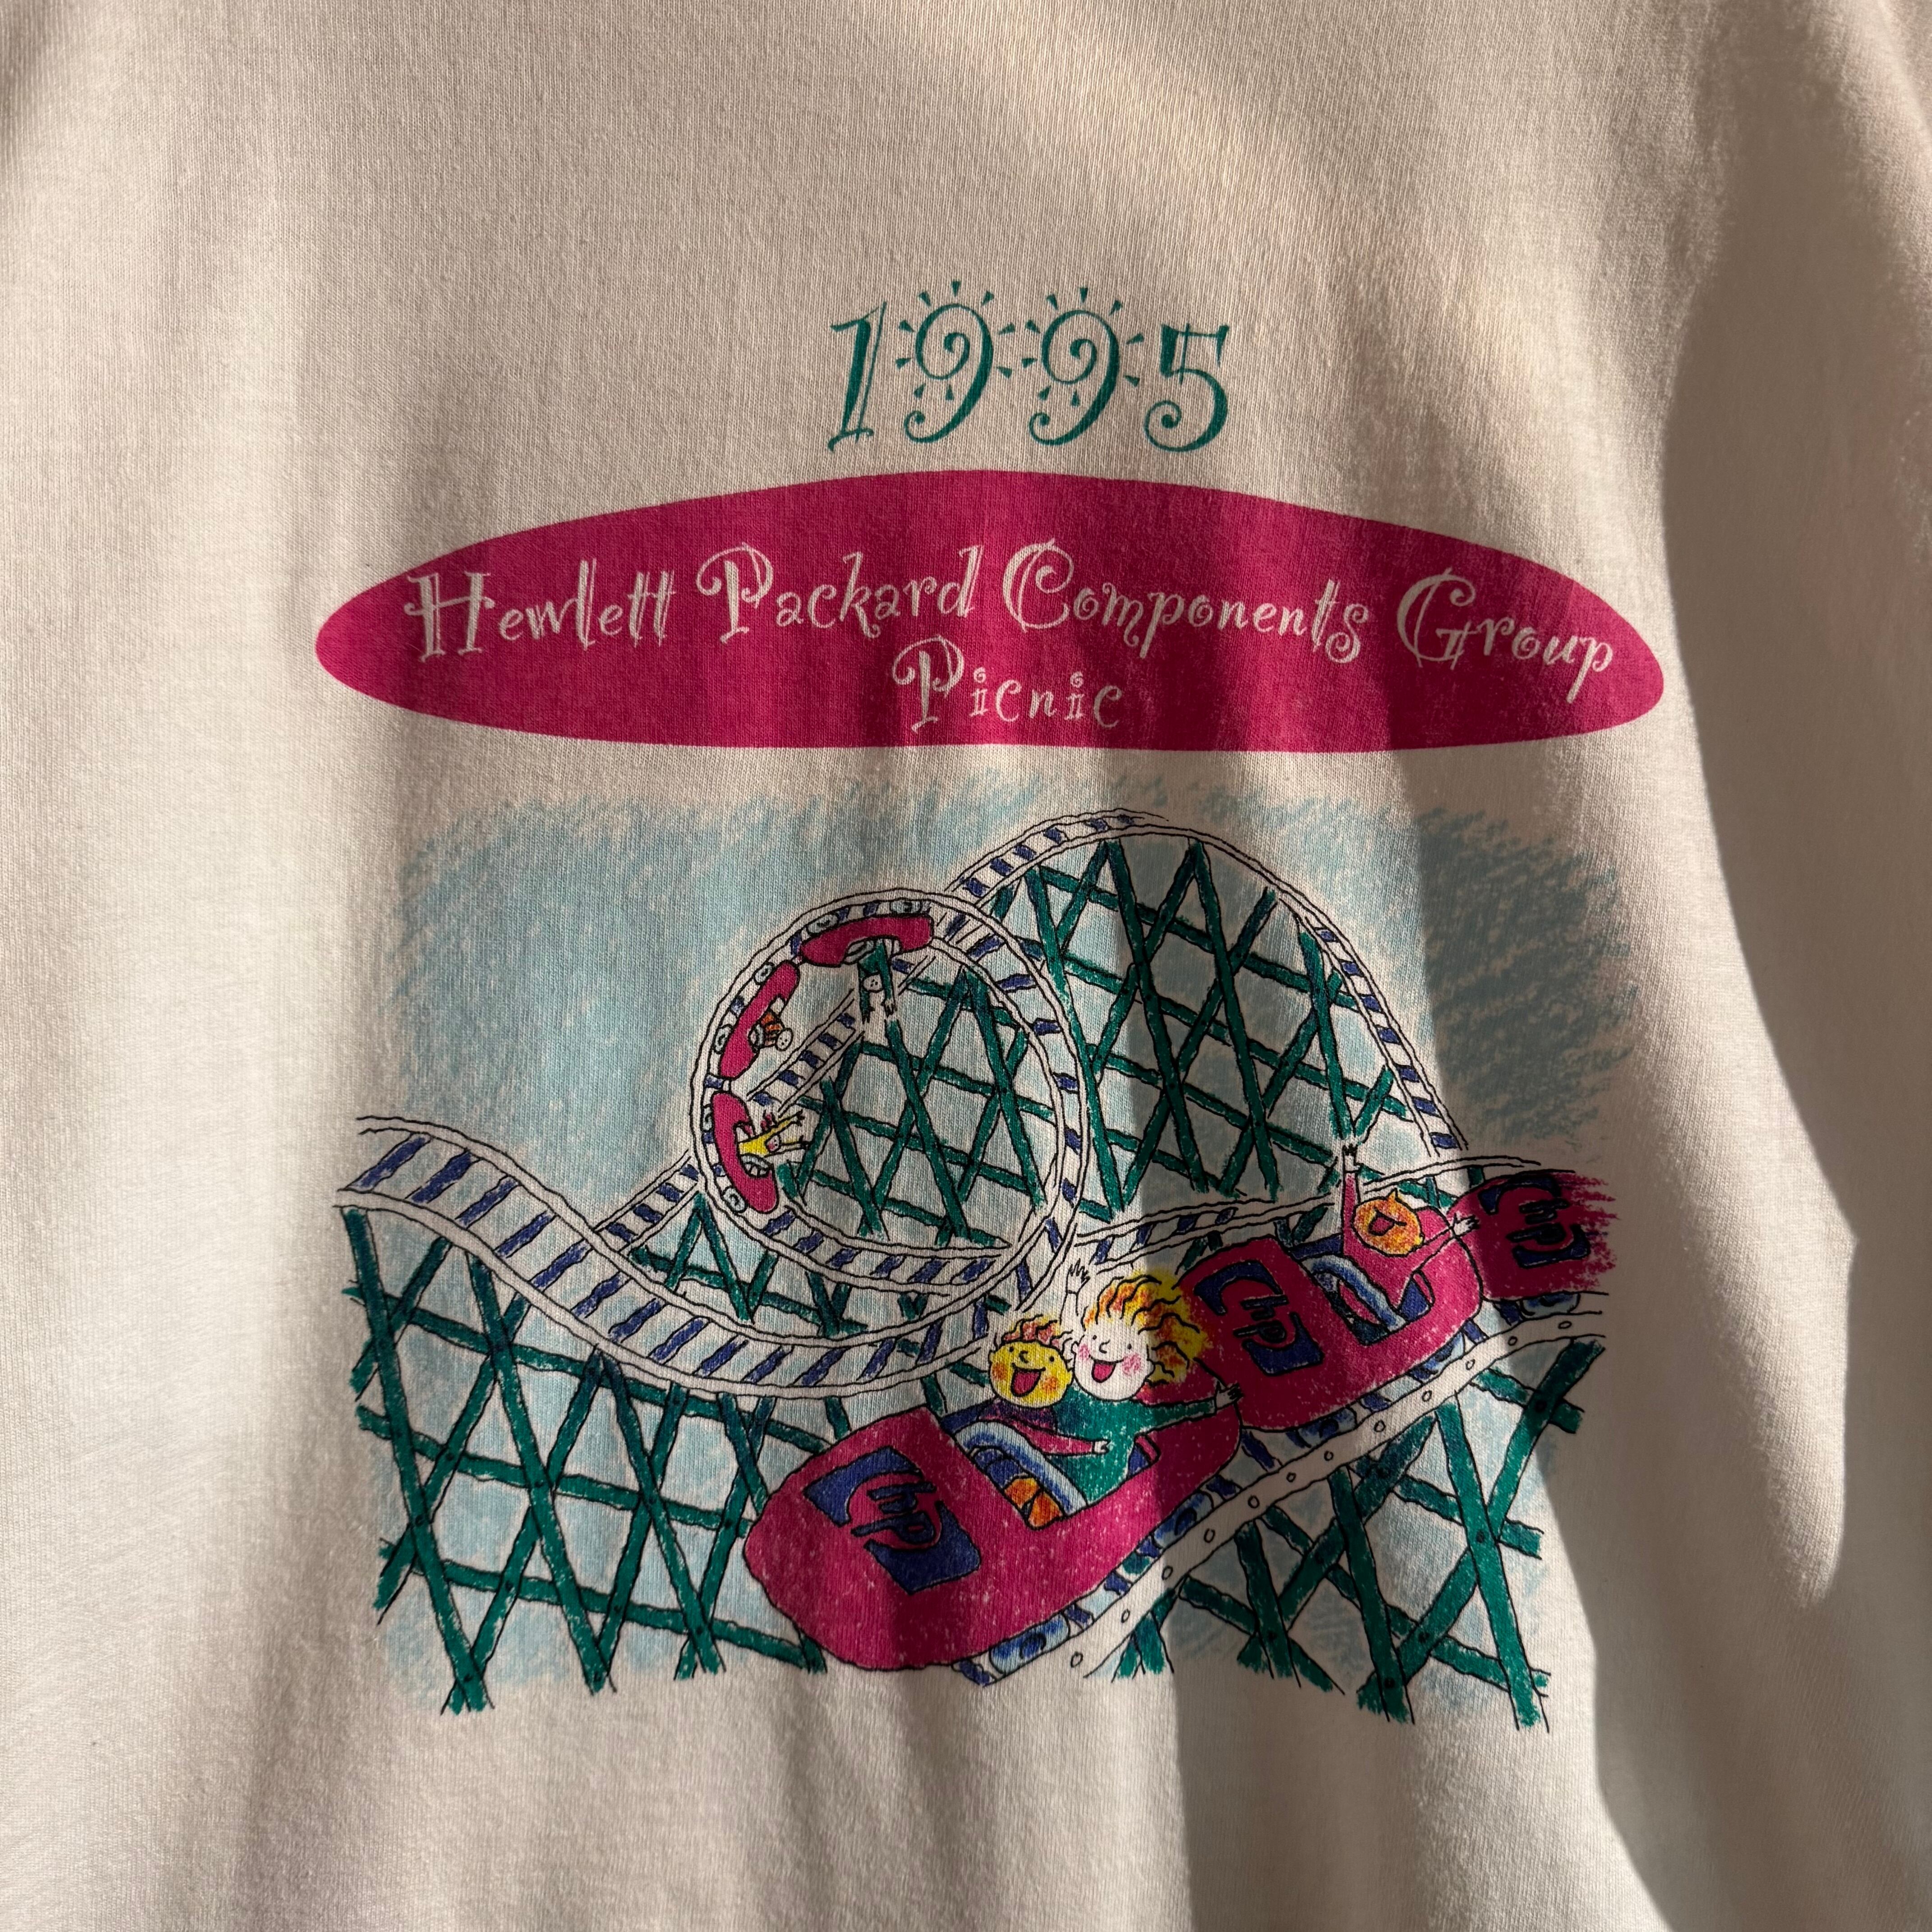 1995
Hewlett Packard Components Group
Picnic
hp
hp
hp